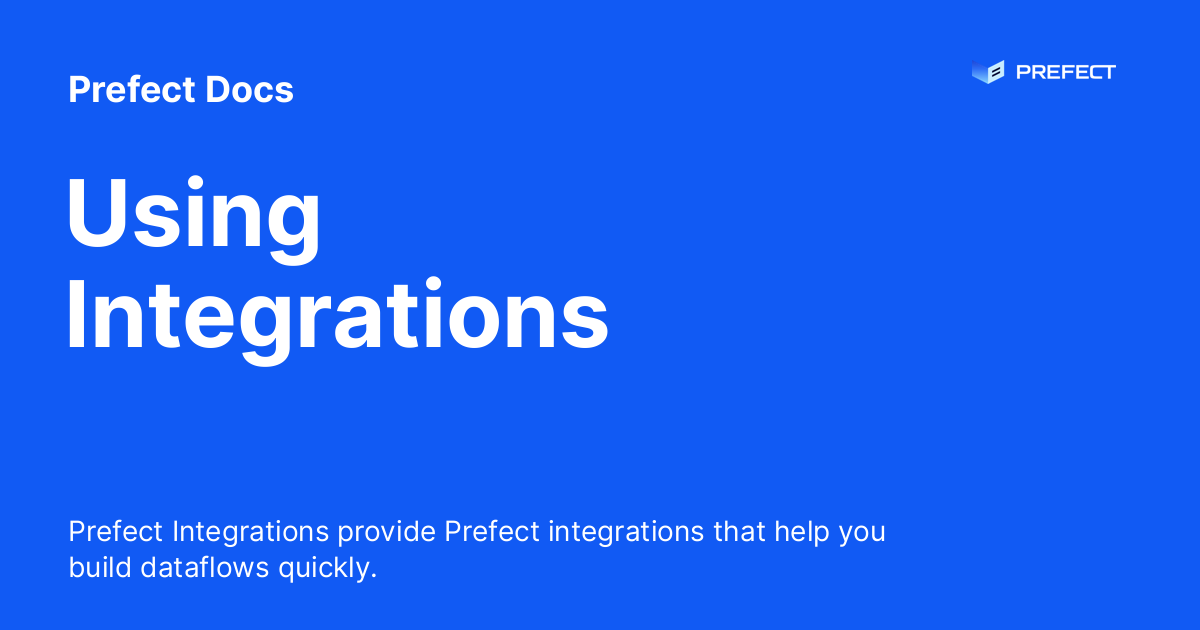 Prefect Docs
PREFECT
Using
Integrations
Prefect Integrations provide Prefect integrations that help you
build dataflows quickly.